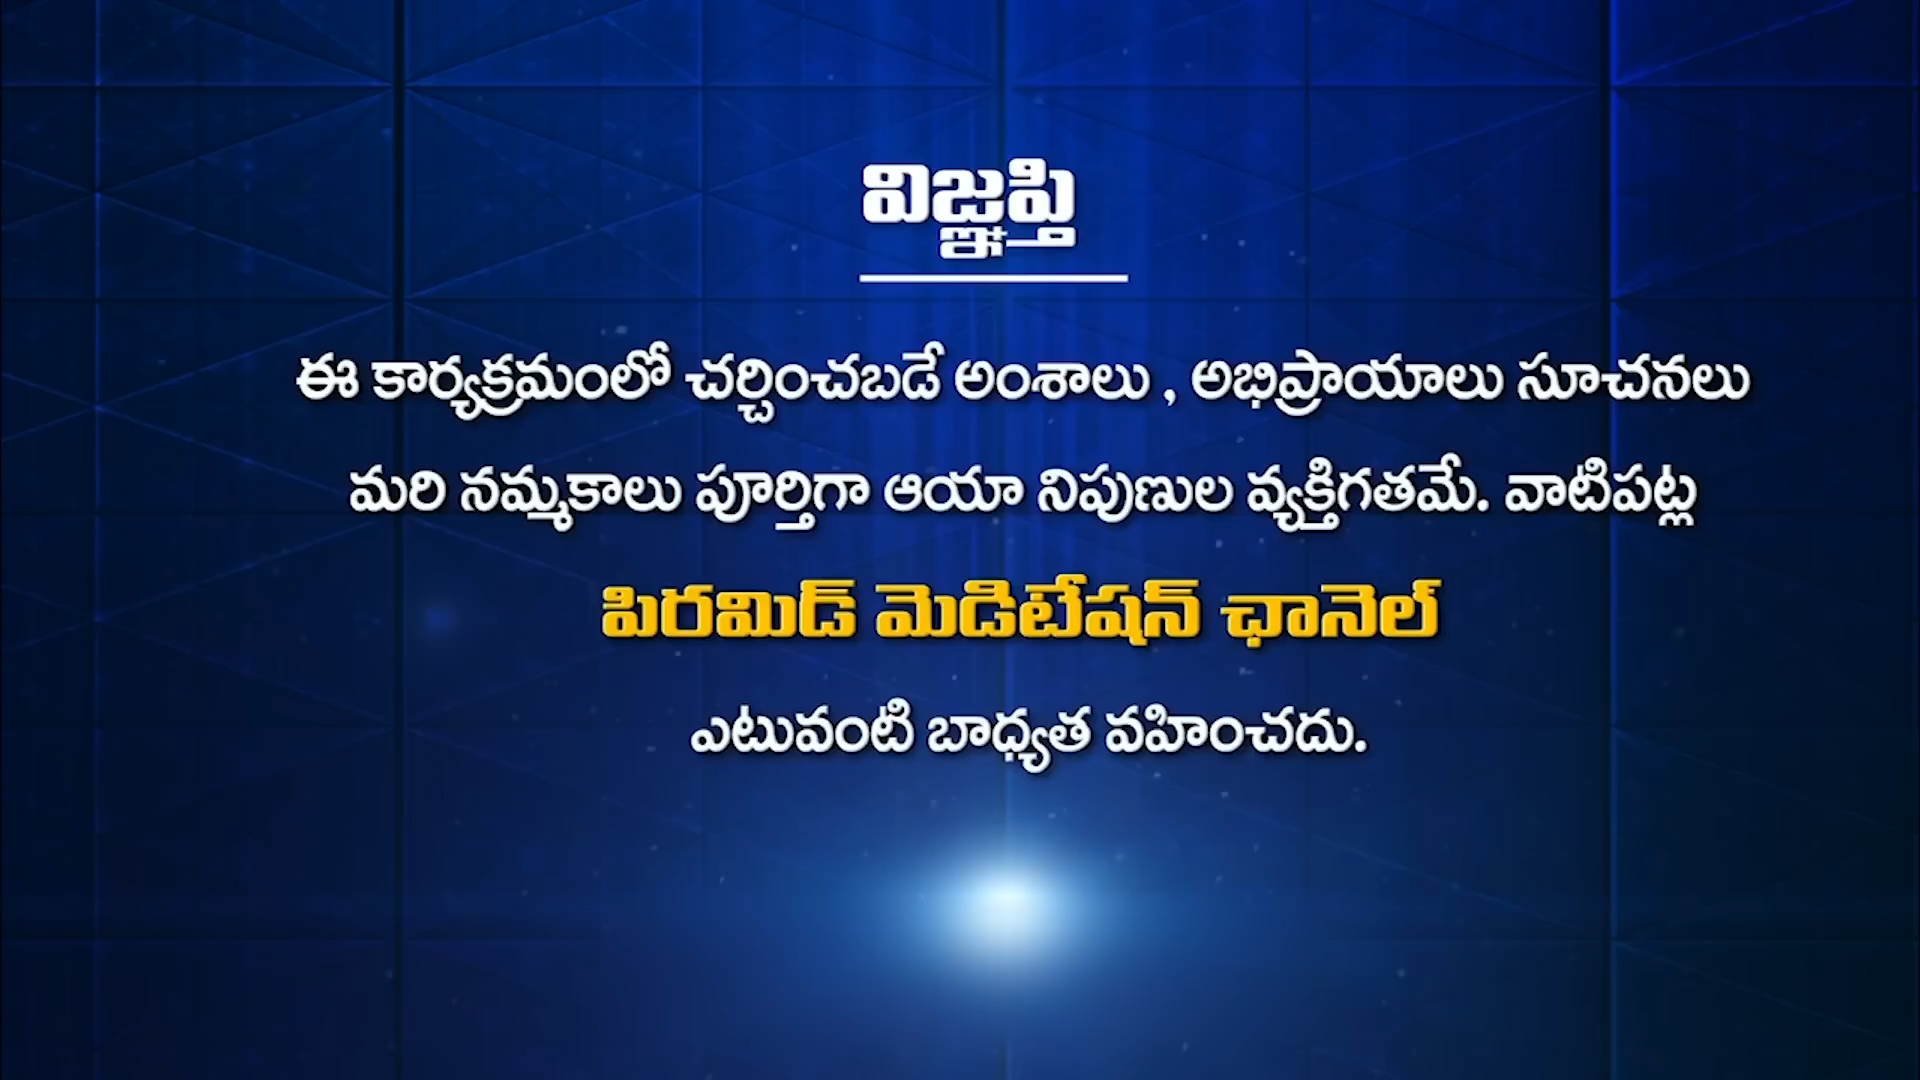 విజ్ఞప్తి
ఈ కార్యక్రమంలో చర్చించబడే అంశాలు , అభిప్రాయాలు సూచనలు
మరి నమ్మకాలు పూర్తిగా ఆయా నిపుణుల వ్యక్తిగతమే. వాటిపట్ల
పిరమిడ్ మెడిటేషన్ ఛానెల్
ఎటువంటి బాధ్యత వహించదు.